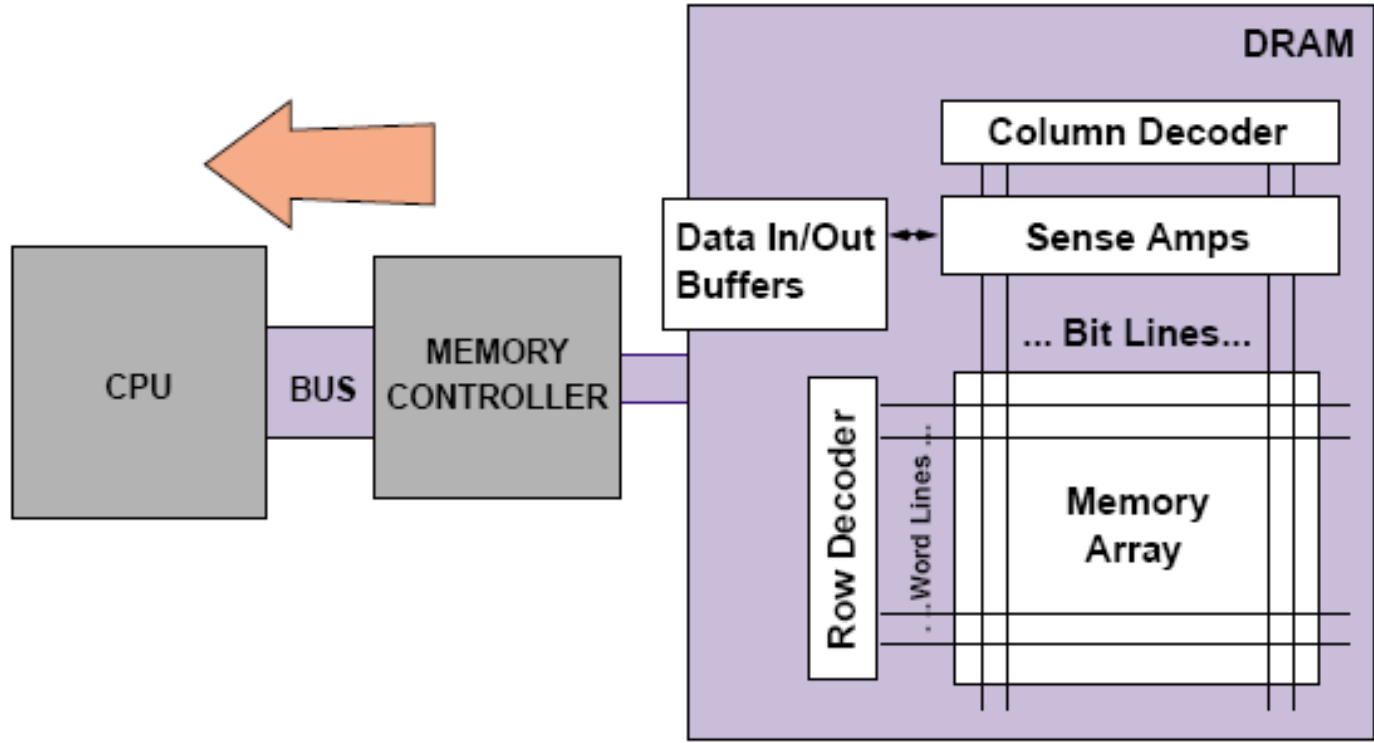 DRAM
Column Decoder
Data In/Out
Buffers
Sense Amps
... Bit Lines...
CPU
BUS
MEMORY
CONTROLLER
Row Decoder
. ...Word Lines ...
Memory
Array